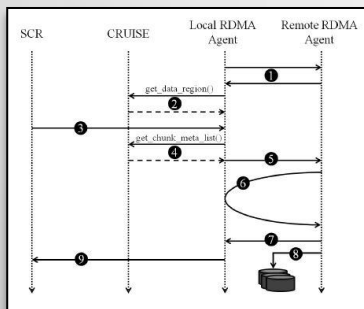 SCR
CRUISE
Local RDMA
Agent
Remote RDMA
Agent
1
get_data_region()
2
3
get_chunk_meta_list()
4
5
6
7
8
9